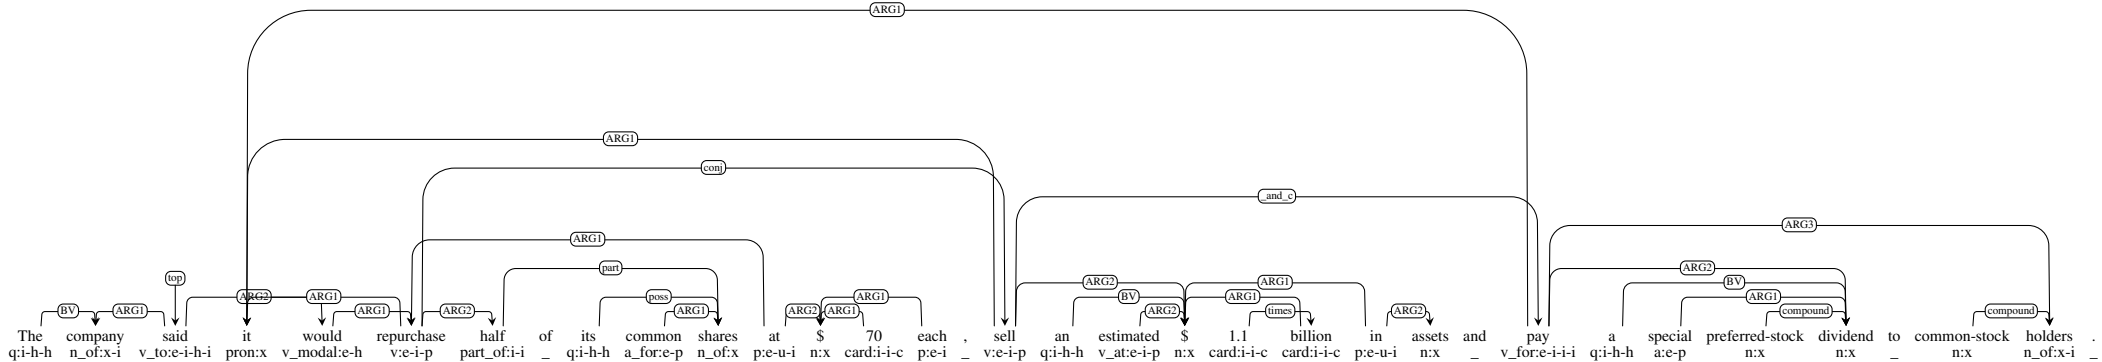 ARG1
ARG1
conj
_and_c
ARG3
ARG1
top part ARG2 ARG1 ARG2
ARG2 ARG1 poss ARG1 BV ARG1 BV ARG1
BV ARG1 ARG1 ARG2 ARG1 ARG2 ARG1 ARG2 times ARG2 compound compound
The company said it would repurchase half of its common shares at $ 70 each , sell an estimated $ 1.1 billion in assets and pay a special preferred-stock dividend to common-stock holders .
q:i-h-h n_of:x-i v_to:e-i-h-i pron:x v_modal:e-h v:e-i-p part_of:i-i _ q:i-h-h a_for:e-p n_of:x p:e-u-i n:x card:i-i-c p:e-i _ v:e-i-p q:i-h-h v_at:e-i-p n:x card:i-i-c card:i-i-c p:e-u-i n:x _ v_for:e-i-i-i q:i-h-h a:e-p n:x n:x _ n:x n_of:x-i _